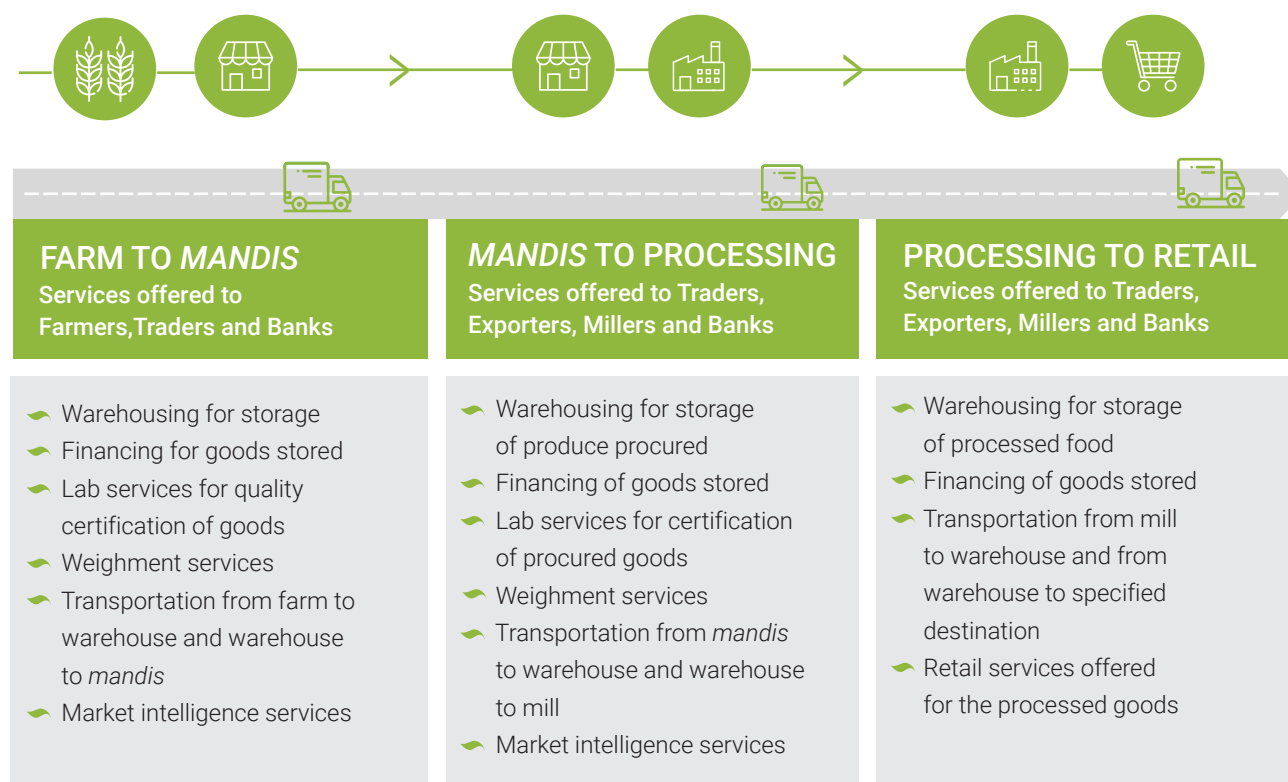 FARM TO MANDIS
Services offered to
Farmers,Traders and Banks
Warehousing for storage
Financing for goods stored
Lab services for quality
certification of goods
Weighment services
Transportation from farm to
warehouse and warehouse
to mandis
Market intelligence services
MANDIS TO PROCESSING
Services offered to Traders,
Exporters, Millers and Banks
Warehousing for storage
of produce procured
Financing of goods stored
Lab services for certification
of procured goods
Weighment services
Transportation from mandis
to warehouse and warehouse
to mill
Market intelligence services
PROCESSING TO RETAIL
Services offered to Traders,
Exporters, Millers and Banks
Warehousing for storage
of processed food
Financing of goods stored
Transportation from mill
to warehouse and from
warehouse to specified
destination
Retail services offered
for the processed goods